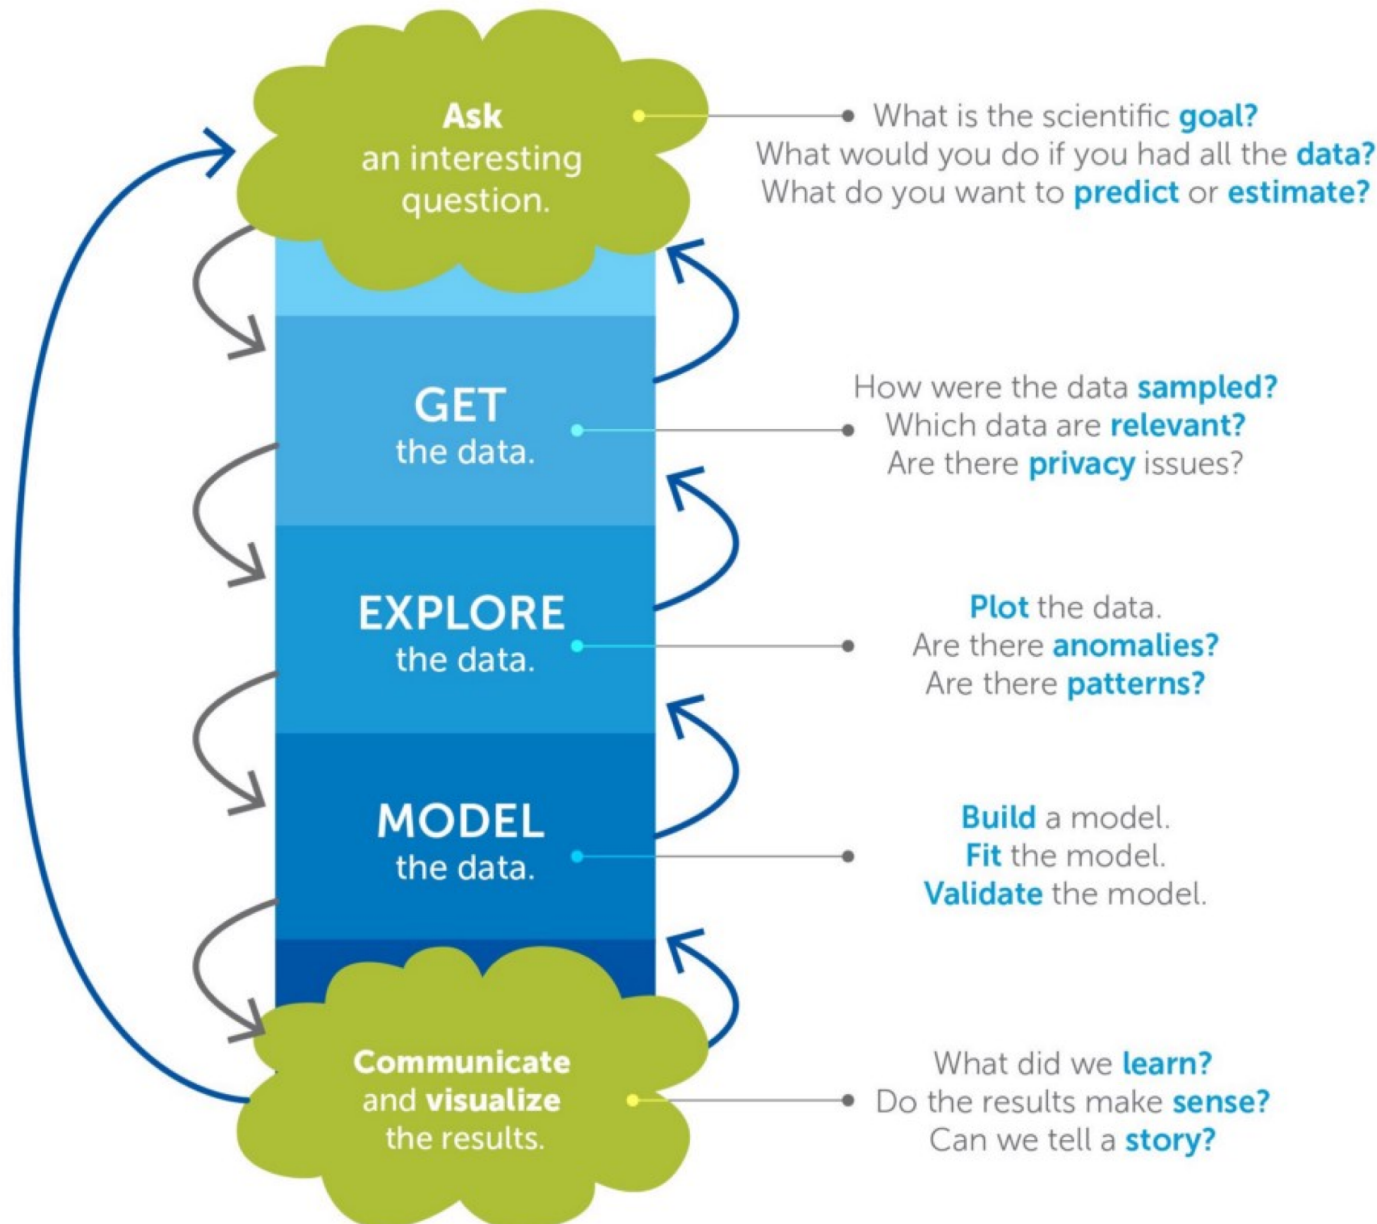 Ask
an interesting
question.
What is the scientific goal?
What would you do if you had all the data?
What do you want to predict or estimate?
GET
the data.
How were the data sampled?
Which data are relevant?
Are there privacy issues?
EXPLORE
the data.
Plot the data.
Are there anomalies?
Are there patterns?
MODEL
the data.
Build a model.
Fit the model.
Validate the model.
Communicate
and visualize
the results.
What did we learn?
Do the results make sense?
Can we tell a story?